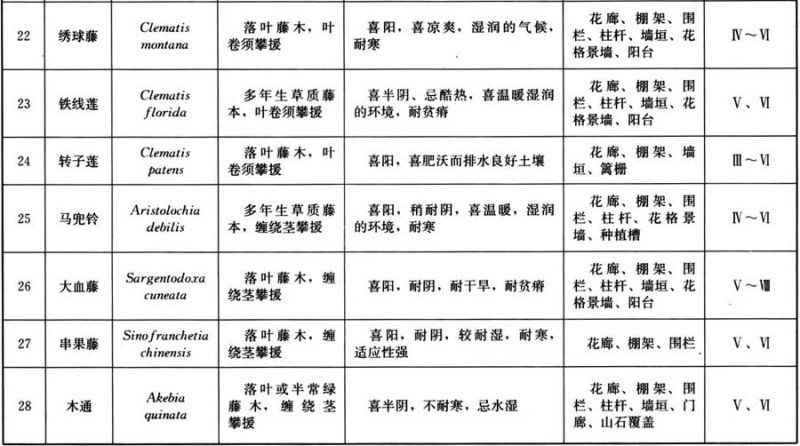 22 绣球藤 Clematis montana 落叶藤木，叶卷须攀援 喜阳，喜凉爽，湿润的气候，耐寒 花廊、棚架、围栏、柱杆、墙垣、花格景墙、阳台 Ⅳ～Ⅵ
23 铁线莲 Clematis florida 多年生草质藤本，叶卷须攀援 喜半阴、忌酷热，喜温暖湿润的环境，耐贫瘠 花廊、棚架、围栏、柱杆、墙垣、花格景墙、阳台 Ⅴ、Ⅵ
24 转子莲 Clematis patens 落叶藤木，叶卷须攀援 喜阳，喜肥沃而排水良好土壤 花廊、棚架、墙垣、篱栅 Ⅲ～Ⅵ
25 马兜铃 Aristolochia debilis 多年生草质藤本，缠绕茎攀援 喜阳，稍耐阴，喜温暖，湿润的环境，耐寒 花廊、棚架、围栏、柱杆、花格景墙、种植槽 Ⅳ～Ⅵ
26 大血藤 Sargentodoxa cuneata 落叶藤木，缠绕茎攀援 喜阳，耐阴，耐干旱，耐贫瘠 花廊、棚架、围栏、柱杆、墙垣、花格景墙、阳台 Ⅴ～Ⅷ
27 串果藤 Sinofranchetia chinensis 落叶藤木，缠绕茎攀援 喜阳，耐阴，较耐湿，耐寒，适应性强 花廊、棚架、围栏 Ⅴ、Ⅵ
28 木通 Akebia quinata 落叶或半常绿藤木，缠绕茎攀援 喜半阴，不耐寒，忌水湿 花廊、棚架、围栏、柱杆、墙垣、门廊、山石覆盖 Ⅴ、Ⅵ